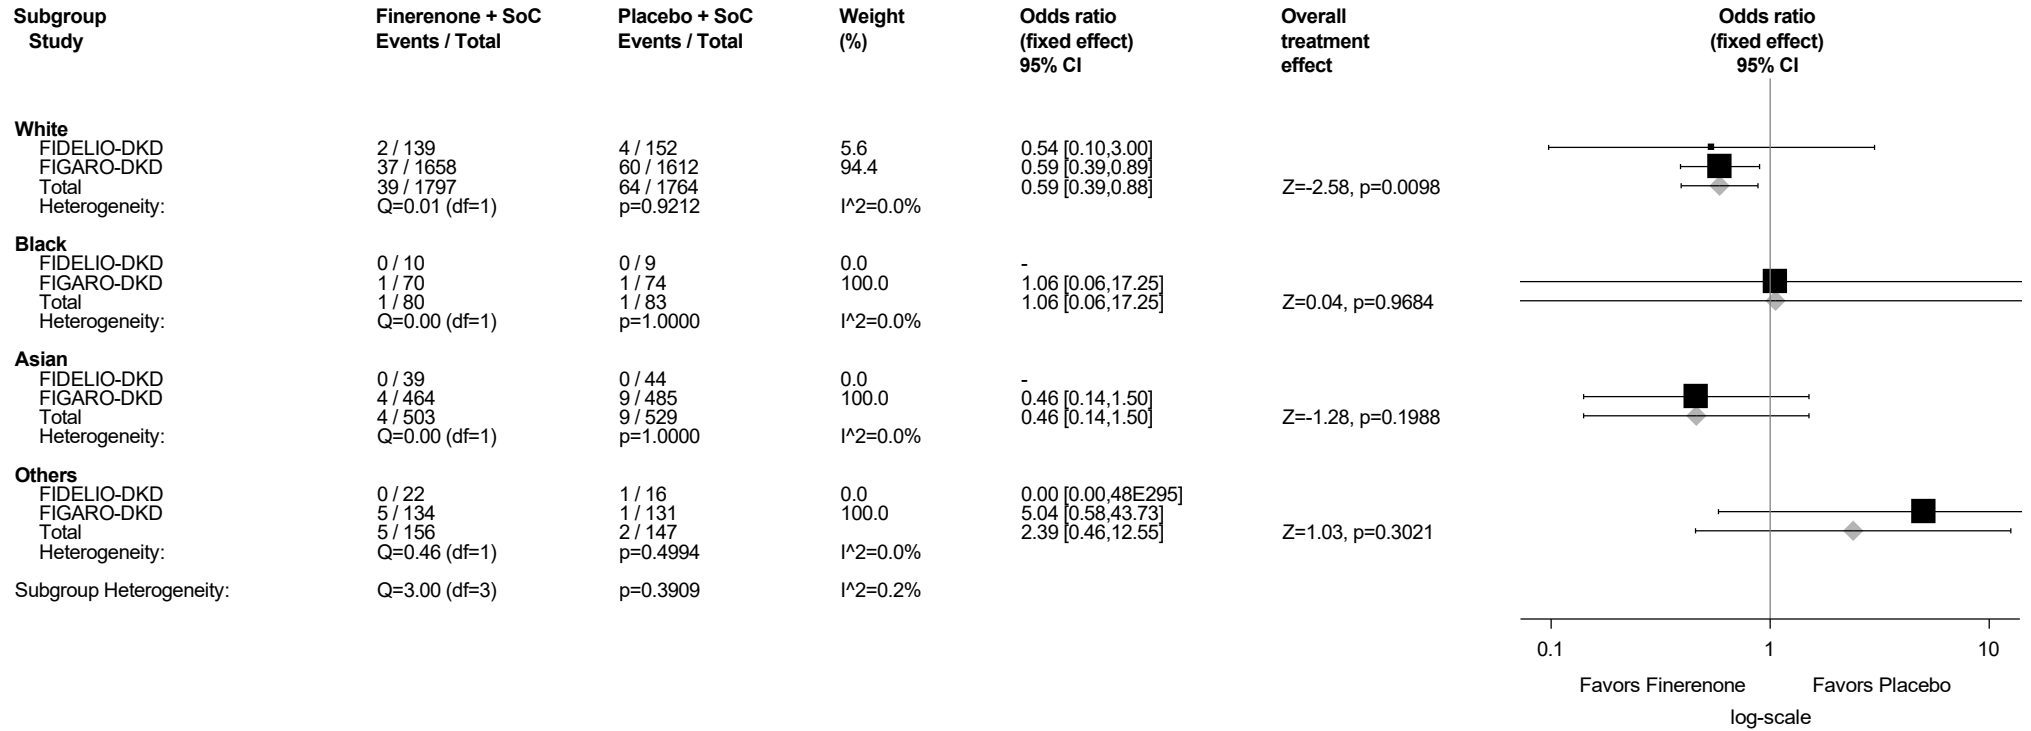 Subgroup Finerenone + SoC Placebo + SoC Weight Odds ratio Overall Odds ratio
Study Events / Total Events / Total (%) (fixed effect) treatment (fixed effect)
95% CI effect 95% CI
White
FIDELIO-DKD 2 / 139 4 / 152 5.6 0.54 [0.10,3.00]
FIGARO-DKD 37 / 1658 60 / 1612 94.4 0.59 [0.39,0.89]
Total 39 / 1797 64 / 1764 0.59 [0.39,0.88] Z=-2.58, p=0.0098
Heterogeneity: Q=0.01 (df=1) p=0.9212 I^2=0.0%
Black
FIDELIO-DKD 0 / 10 0 / 9 0.0 -
FIGARO-DKD 1 / 70 1 / 74 100.0 1.06 [0.06,17.25]
Total 1 / 80 1 / 83 1.06 [0.06,17.25] Z=0.04, p=0.9684
Heterogeneity: Q=0.00 (df=1) p=1.0000 I^2=0.0%
Asian
FIDELIO-DKD 0 / 39 0 / 44 0.0 -
FIGARO-DKD 4 / 464 9 / 485 100.0 0.46 [0.14,1.50]
Total 4 / 503 9 / 529 0.46 [0.14,1.50] Z=-1.28, p=0.1988
Heterogeneity: Q=0.00 (df=1) p=1.0000 I^2=0.0%
Others
FIDELIO-DKD 0 / 22 1 / 16 0.0 0.00 [0.00,48E295]
FIGARO-DKD 5 / 134 1 / 131 100.0 5.04 [0.58,43.73]
Total 5 / 156 2 / 147 2.39 [0.46,12.55] Z=1.03, p=0.3021
Heterogeneity: Q=0.46 (df=1) p=0.4994 I^2=0.0%
Subgroup Heterogeneity: Q=3.00 (df=3) p=0.3909 I^2=0.2%
0.1 1 10
Favors Finerenone Favors Placebo
log-scale